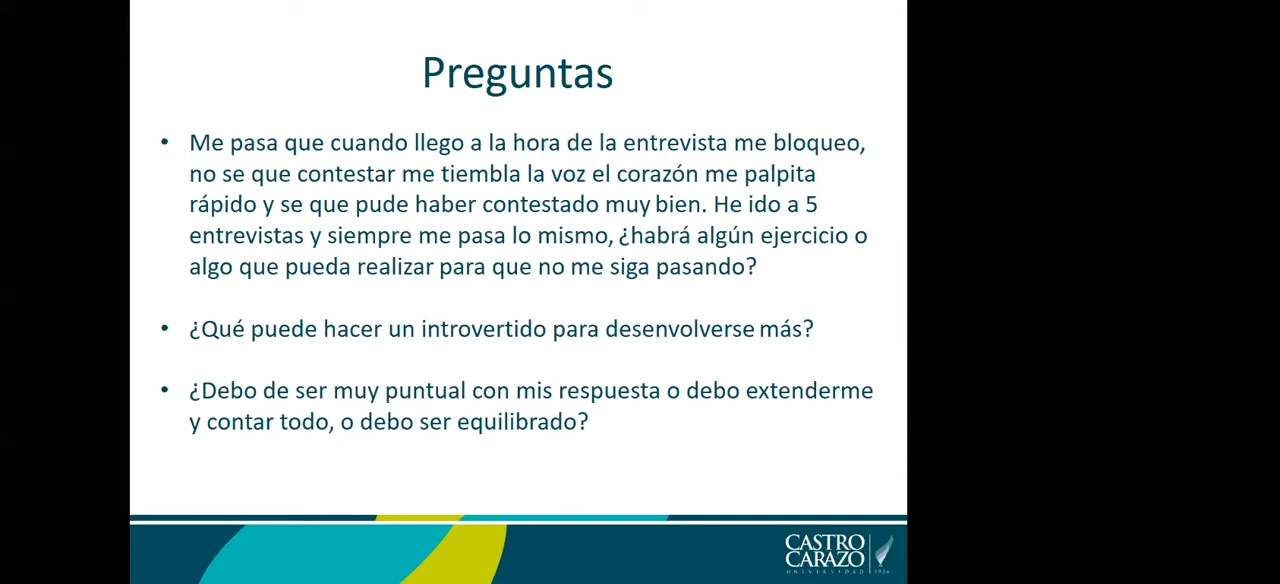 Preguntas
• Me pasa que cuando llego a la hora de la entrevista me bloqueo,
no se que contestar me tiembla la voz el corazón me palpita
rápido y se que pude haber contestado muy bien. He ido a 5
entrevistas y siempre me pasa lo mismo, ¿habrá algún ejercicio o
algo que pueda realizar para que no me siga pasando?
• ¿Qué puede hacer un introvertido para desenvolverse más?
• ¿Debo de ser muy puntual con mis respuesta o debo extenderme
y contar todo, o debo ser equilibrado?
CASTRO
CARAZO
UNIVERSIDAD 1936